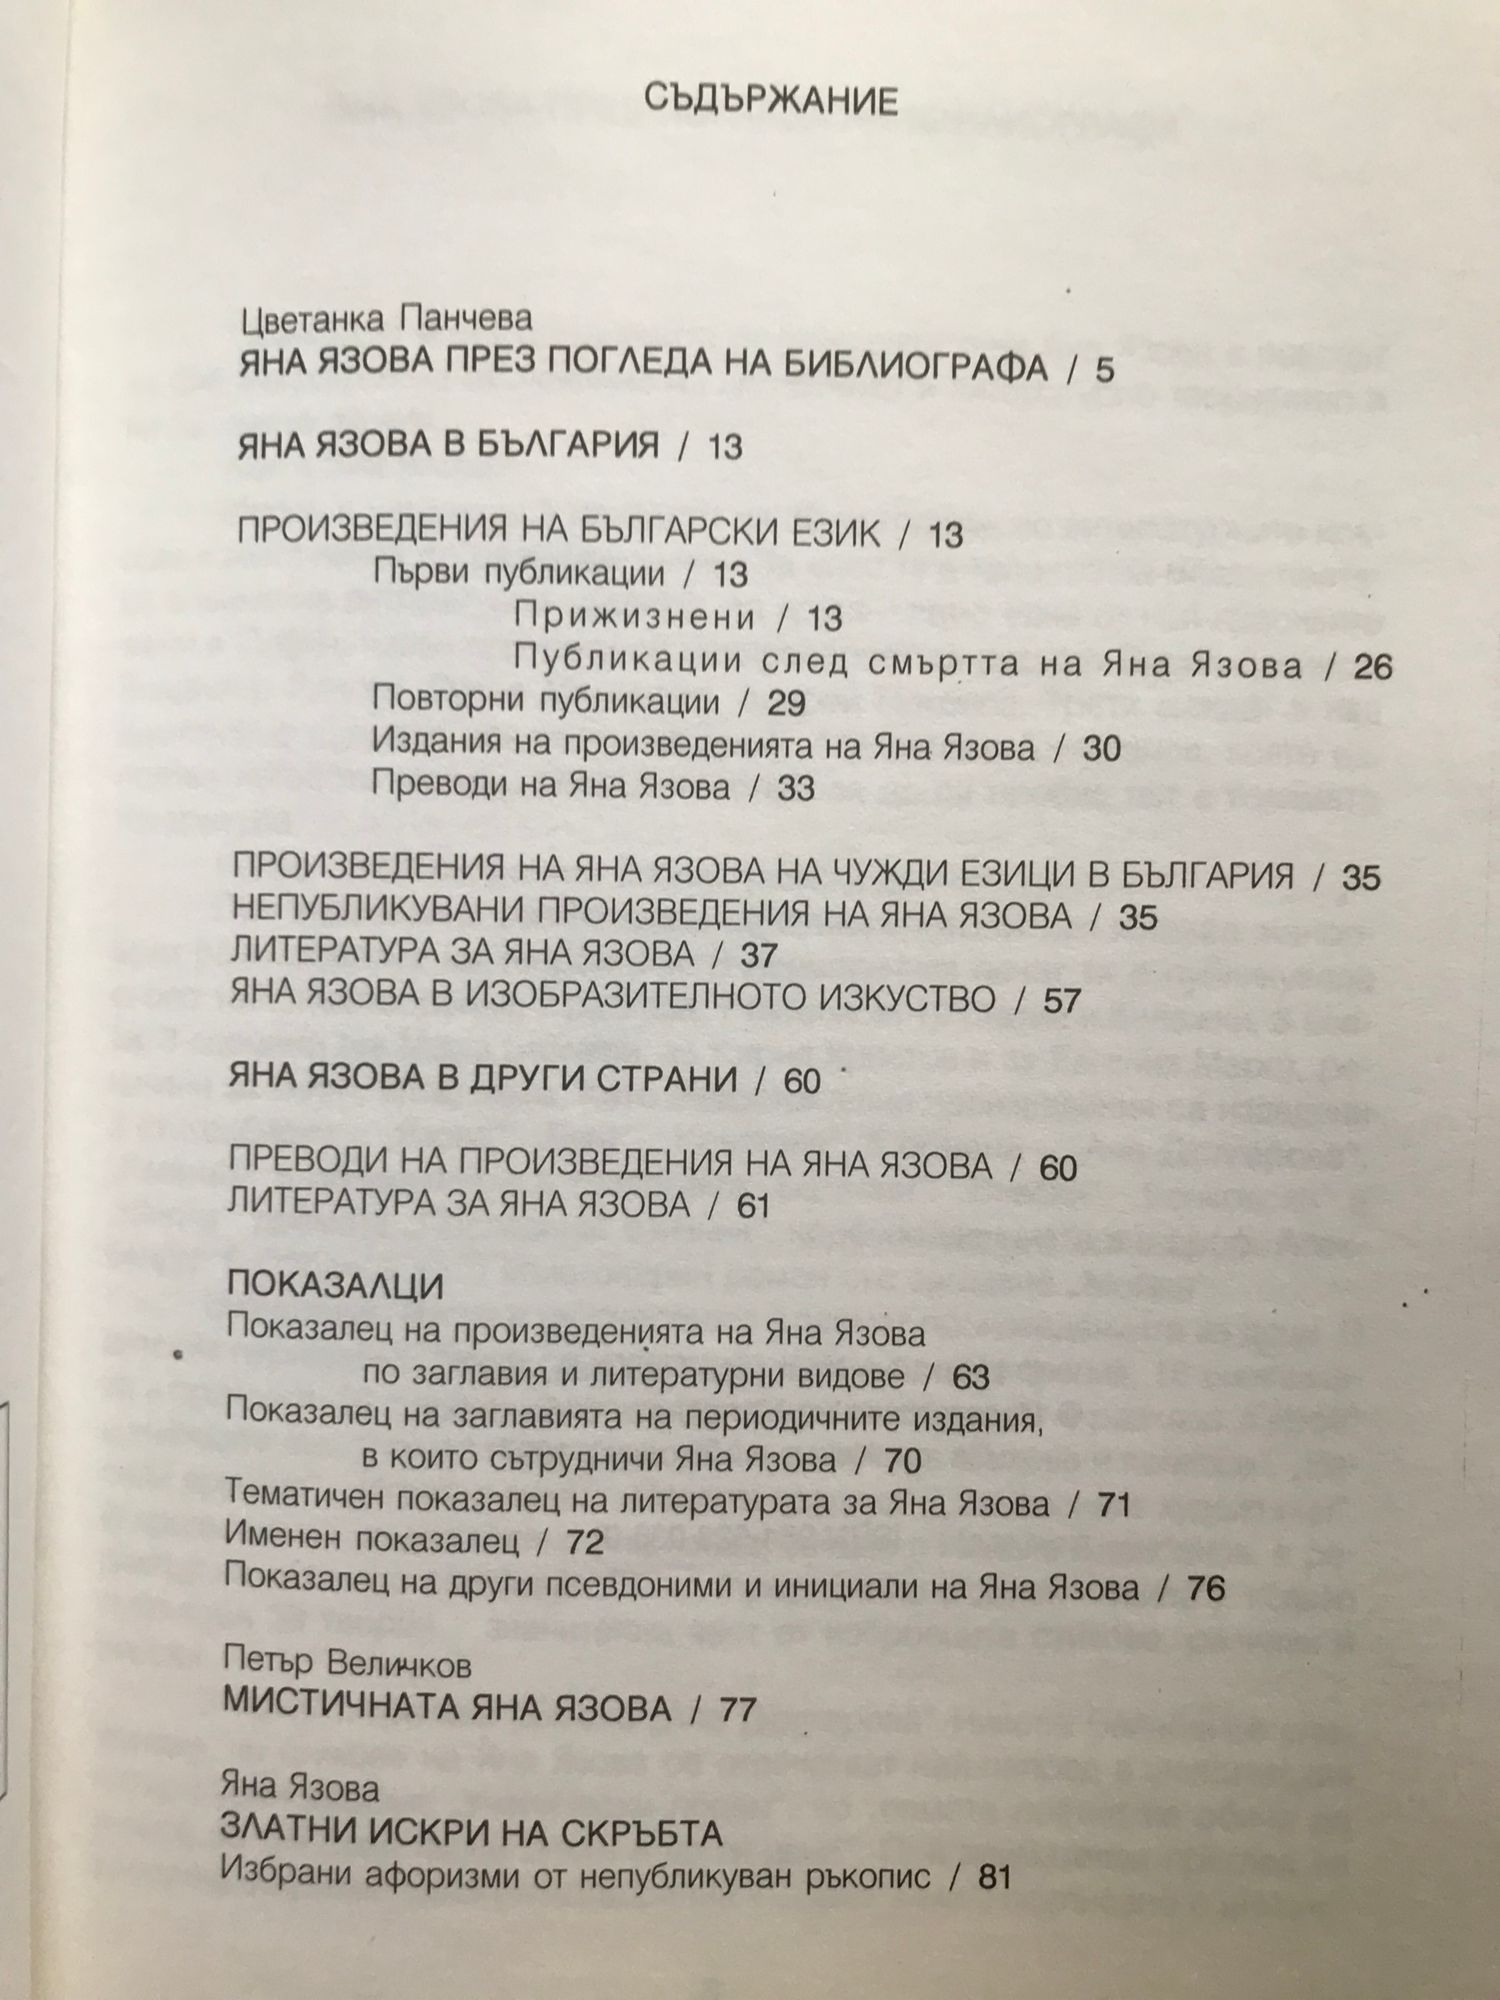 СЪДЪРЖАНИЕ
Цветанка Панчева
ЯНА ЯЗОВА ПРЕЗ ПОГЛЕДА НА БИБЛИОГРАФА / 5
ЯНА ЯЗОВА В БЪЛГАРИЯ / 13
ПРОИЗВЕДЕНИЯ НА БЪЛГАРСКИ ЕЗИК / 13
Първи публикации / 13
Прижизнени / 13
Публикации след смъртта на Яна Язова / 26
Повторни публикации / 29
Издания на произведенията на Яна Язова / 30
Преводи на Яна Язова / 33
ПРОИЗВЕДЕНИЯ НА ЯНА ЯЗОВА НА ЧУЖДИ ЕЗИЦИ В БЪЛГАРИЯ / 35
НЕПУБЛИКУВАНИ ПРОИЗВЕДЕНИЯ НА ЯНА ЯЗОВА / 35
ЛИТЕРАТУРА ЗА ЯНА ЯЗОВА / 37
ЯНА ЯЗОВА В ИЗОБРАЗИТЕЛНОТО ИЗКУСТВО / 57
ЯНА ЯЗОВА В ДРУГИ СТРАНИ / 60
ПРЕВОДИ НА ПРОИЗВЕДЕНИЯ НА ЯНА ЯЗОВА / 60
ЛИТЕРАТУРА ЗА ЯНА ЯЗОВА / 61
ПОКАЗАЛЦИ
Показалец на произведенията на Яна Язова
по заглавия и литературни видове / 63
Показалец на заглавията на периодичните издания,
в които сътрудничи Яна Язова / 70
Тематичен показалец на литературата за Яна Язова / 71
Именен показалец / 72
Показалец на други псевдоними и инициали на Яна Язова / 76
Петър Величков
МИСТИЧНАТА ЯНА ЯЗОВА / 77
Яна Язова
ЗЛАТНИ ИСКРИ НА СКРЪБТА
Избрани афоризми от непубликуван ръкопис / 81